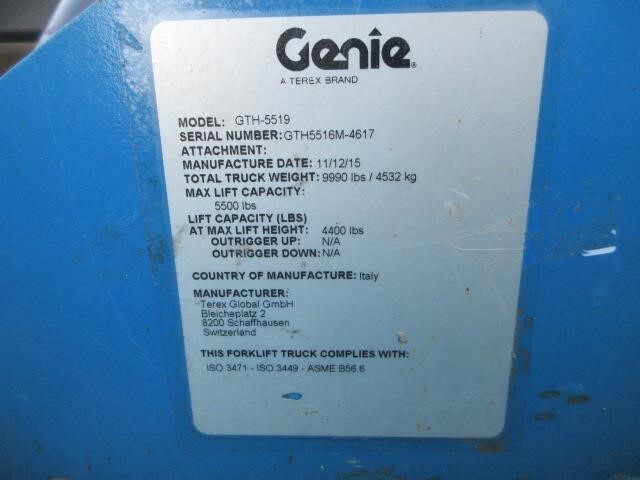 Genie
A TEREX BRAND
MODEL: GTH-5519
SERIAL NUMBER: GTH5516M-4617
ATTACHMENT:
MANUFACTURE DATE: 11/12/15
TOTAL TRUCK WEIGHT: 9990 lbs / 4532 kg
MAX LIFT CAPACITY:
5500 lbs
LIFT CAPACITY (LBS)
AT MAX LIFT HEIGHT: 4400 lbs
OUTRIGGER UP: N/A
OUTRIGGER DOWN: N/A
COUNTRY OF MANUFACTURE: Italy
MANUFACTURER:
Terex Global GmbH
Bleicheplatz 2
8200 Schaffhausen
Switzerland
THIS FORKLIFT TRUCK COMPLIES WITH:
ISO 3471 - ISO 3449 - ASME B56.6